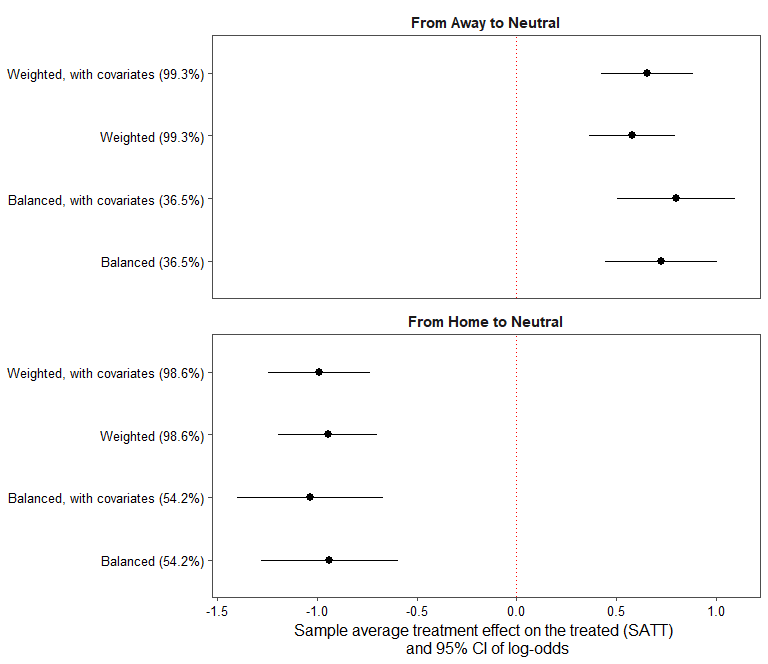 From Away to Neutral
Weighted, with covariates (99.3%)
Weighted (99.3%)
Balanced, with covariates (36.5%)
Balanced (36.5%)
From Home to Neutral
Weighted, with covariates (98.6%)
Weighted (98.6%)
Balanced, with covariates (54.2%)
Balanced (54.2%)
-1.5 -1.0 -0.5 0.0 0.5 1.0
Sample average treatment effect on the treated (SATT)
and 95% CI of log-odds